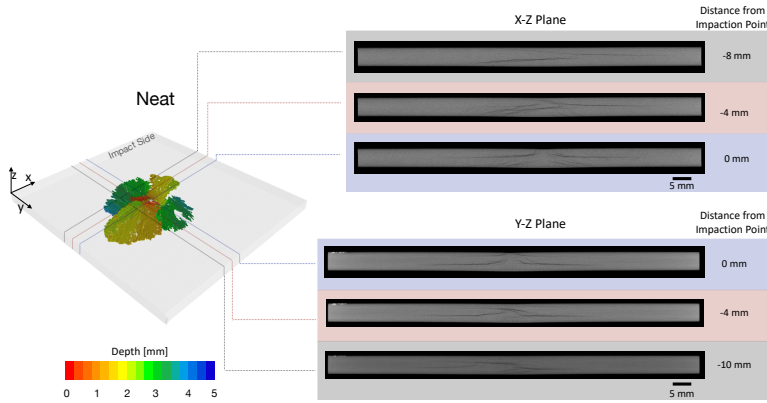 X-Z Plane
Distance from
Impaction Point
-8 mm
-4 mm
0 mm
5 mm
Neat
Impact Side
z
x
y
Y-Z Plane
Distance from
Impaction Point
0 mm
-4 mm
-10 mm
5 mm
Depth [mm]
0 1 2 3 4 5